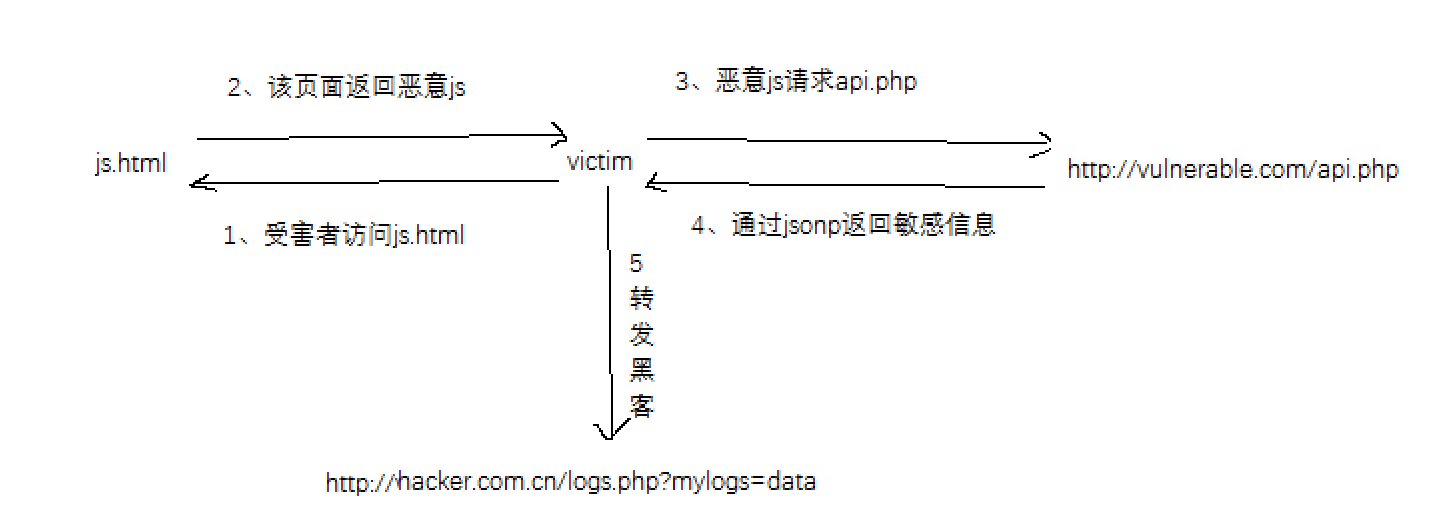 2、该页面返回恶意js
3、恶意js请求api.php
js.html
victim
http://vulnerable.com/api.php
1、受害者访问js.html
4、通过jsonp返回敏感信息
5
转
发
黑
客
http://hacker.com.cn/logs.php?mylogs=data